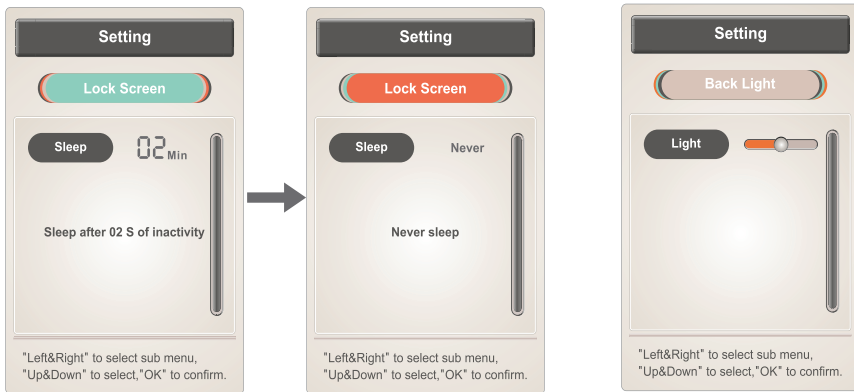 Setting
Lock Screen
Sleep 02 Min
Sleep after 02 S of inactivity
"Left&Right" to select sub menu,
"Up&Down" to select,"OK" to confirm.
Setting
Lock Screen
Sleep Never
Never sleep
"Left&Right" to select sub menu,
"Up&Down" to select,"OK" to confirm.
Setting
Back Light
Light
"Left&Right" to select sub menu,
"Up&Down" to select,"OK" to confirm.